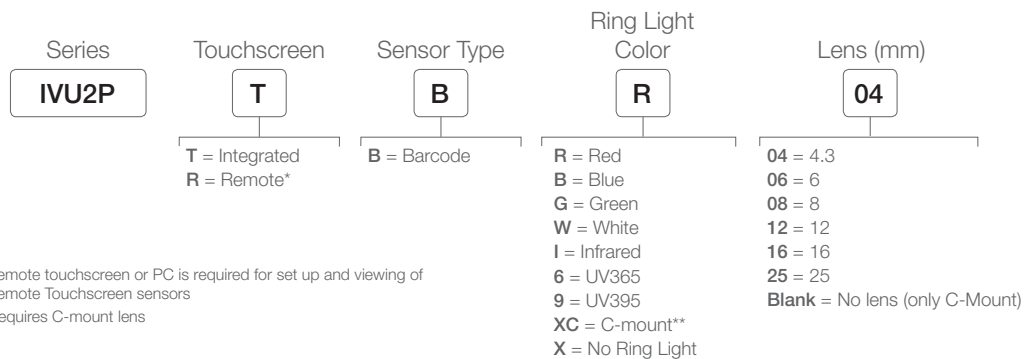 Series
IVU2P
Touchscreen
T
T = Integrated
R = Remote*
Sensor Type
B
B = Barcode
Ring Light
Color
R
R = Red
B = Blue
G = Green
W = White
I = Infrared
6 = UV365
9 = UV395
XC = C-mount**
X = No Ring Light
Lens (mm)
04
04 = 4.3
06 = 6
08 = 8
12 = 12
16 = 16
25 = 25
Blank = No lens (only C-Mount)
emote touchscreen or PC is required for set up and viewing of
emote Touchscreen sensors
equires C-mount lens